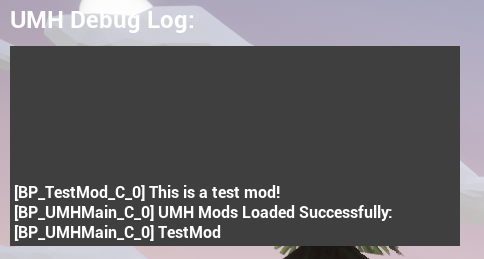 UMH Debug Log:
[BP_TestMod_C_0] This is a test mod!
[BP_UMHMain_C_0] UMH Mods Loaded Successfully:
[BP_UMHMain_C_0] TestMod